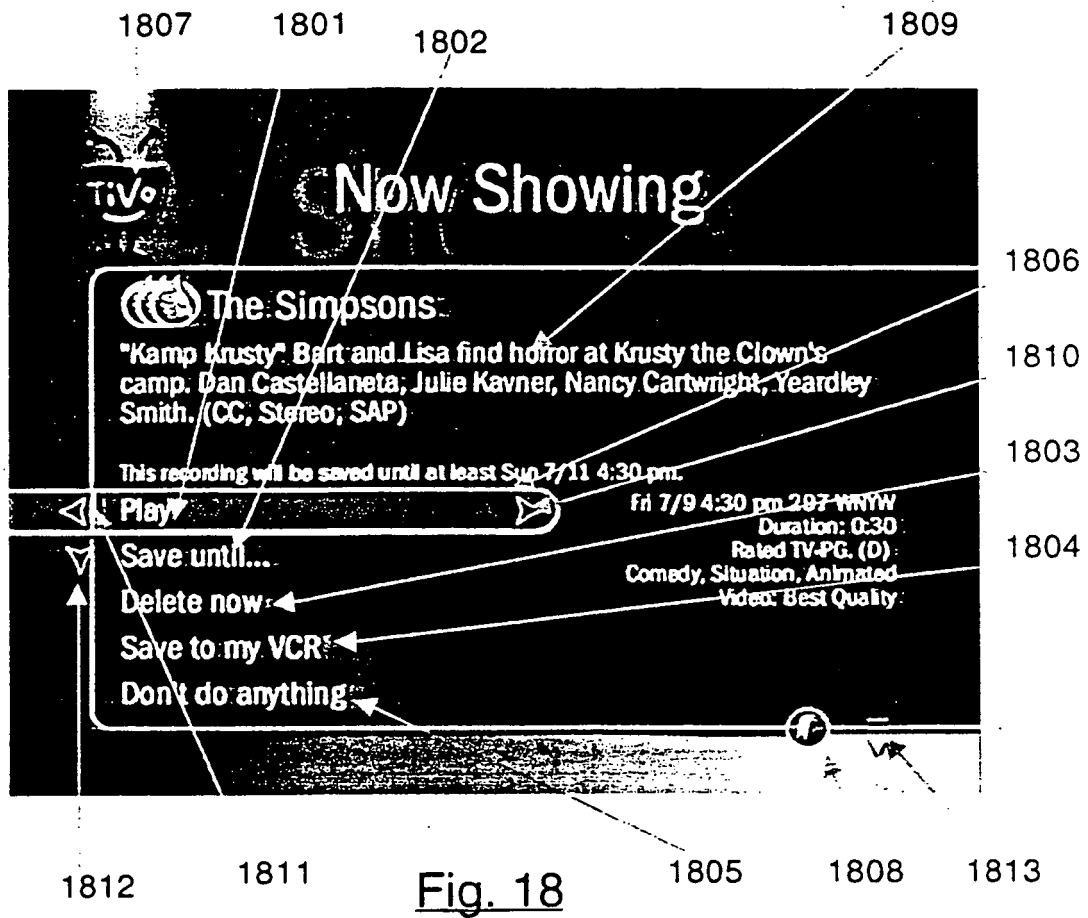 1807 1801 1802 1809
TiVo
Now Showing
The Simpsons
"Kamp Krusty". Bart and Lisa find horror at Krusty the Clown's
camp. Dan Castellaneta, Julie Kavner, Nancy Cartwright, Yeardley
Smith. (CC, Stereo, SAP)
This recording will be saved until at least Sun 7/11 4:30 pm.
Play
Save until...
Delete now
Save to my VCR
Don't do anything
Fri 7/9 4:30 pm 297 WNYW
Duration: 0:30
Rated TV-PG. (D)
Comedy, Situation, Animated
Video: Best Quality
1806
1810
1803
1804
1812 1811 1805 1808 1813
Fig. 18